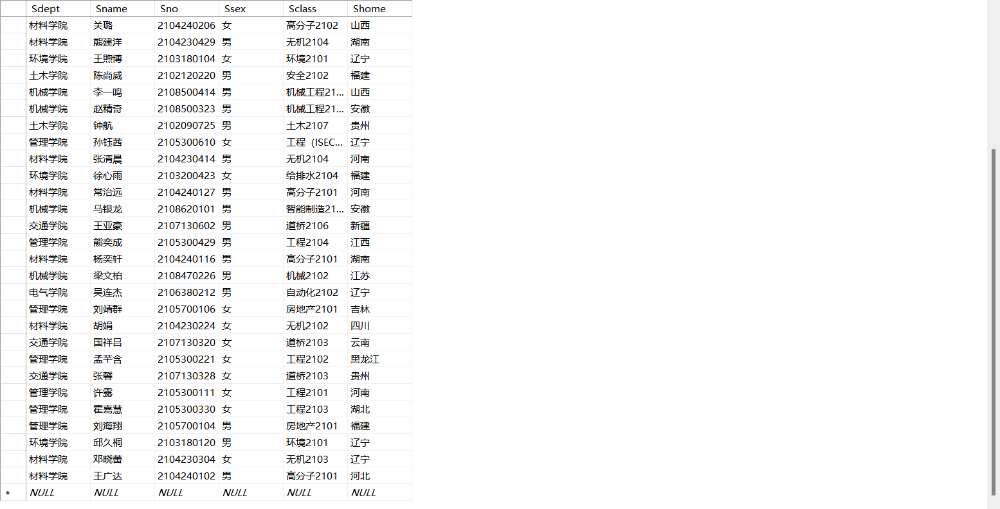 Sdept Sname Sno Ssex Sclass Shome
材料学院 关璐 2104240206 女 高分子2102 山西
材料学院 熊建洋 2104230429 男 无机2104 湖南
环境学院 王煦博 2103180104 女 环境2101 辽宁
土木学院 陈尚威 2102120220 男 安全2102 福建
机械学院 李一鸣 2108500414 男 机械工程21... 山西
机械学院 赵精奇 2108500323 男 机械工程21... 安徽
土木学院 钟航 2102090725 男 土木2107 贵州
管理学院 孙钰茜 2105300610 女 工程（ISEC... 辽宁
材料学院 张清晨 2104230414 男 无机2104 河南
环境学院 徐心雨 2103200423 女 给排水2104 福建
材料学院 常治远 2104240127 男 高分子2101 河南
机械学院 马银龙 2108620101 男 智能制造21... 安徽
交通学院 王亚豪 2107130602 男 道桥2106 新疆
管理学院 熊奕成 2105300429 男 工程2104 江西
材料学院 杨奕轩 2104240116 男 高分子2101 湖南
机械学院 梁文柏 2108470226 男 机械2102 江苏
电气学院 吴连杰 2106380212 男 自动化2102 辽宁
管理学院 刘靖群 2105700106 女 房地产2101 吉林
材料学院 胡娟 2104230224 女 无机2102 四川
交通学院 国祥吕 2107130320 女 道桥2103 云南
管理学院 孟芊含 2105300221 女 工程2102 黑龙江
交通学院 张馨 2107130328 女 道桥2103 贵州
管理学院 许露 2105300111 女 工程2101 河南
管理学院 霍嘉慧 2105300330 女 工程2103 湖北
管理学院 刘海翔 2105700104 男 房地产2101 福建
环境学院 邱久桐 2103180120 男 环境2101 辽宁
材料学院 邓晓蕾 2104230304 女 无机2103 辽宁
材料学院 王广达 2104240102 男 高分子2101 河北
NULL NULL NULL NULL NULL NULL